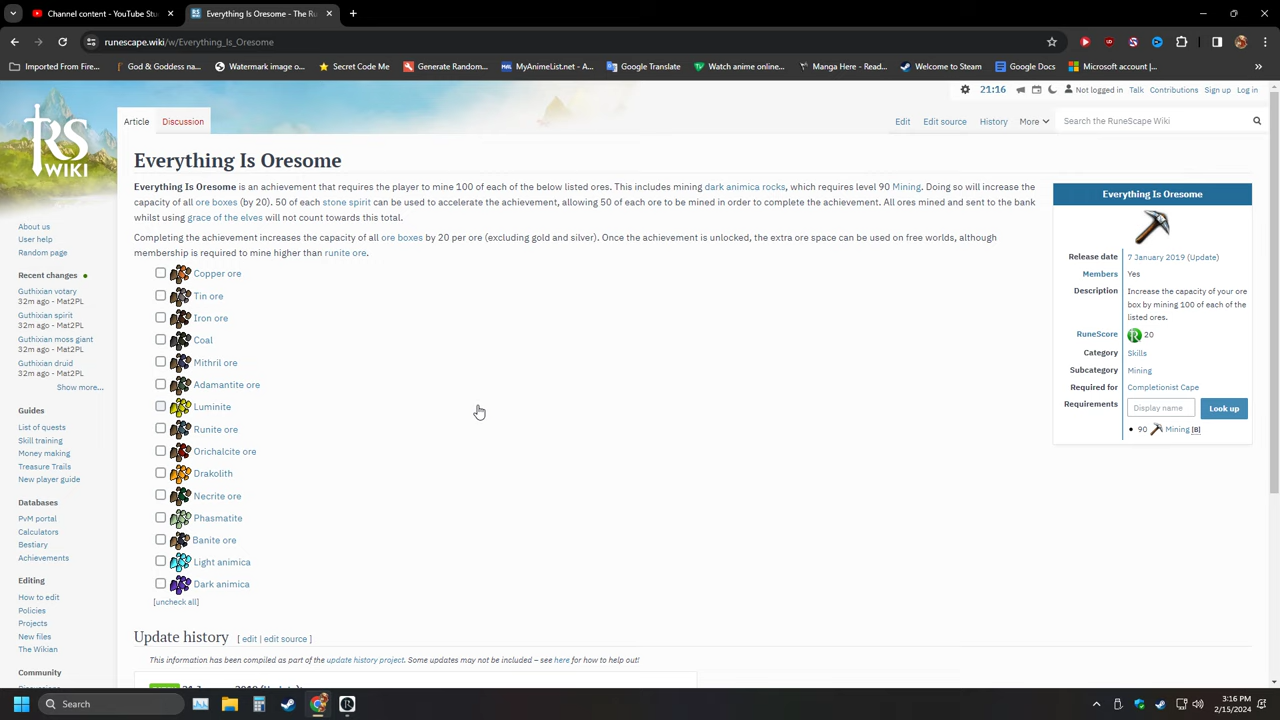 Content channel - YouTube Stu
Everything Is Oresome - The Ru
runescape.wiki/w/Everything_Is_Oresome
Imported From Fir...
God & Godess nam...
Secret Code Me
Generate Random...
MyAnimeList.net - A...
Google Translate
Watch anime online...
Manga Here - Read...
Welcome to Steam
Google Docs
Microsoft account |...
21:16
Not logged in Talk Contributions Sign up Log in
Article Discussion
Edit Edit source History More
Search the RuneScape Wiki
RS
WIKI
About us
User help
Random page
Recent changes
Guthixian votary
32m ago - Mat2PL
Guthixian spirit
32m ago - Mat2PL
Guthixian moss giant
32m ago - Mat2PL
Guthixian druid
32m ago - Mat2PL
Show more...
Guides
List of quests
Skill training
Money making
Treasure Trails
New player guide
Databases
PvM portal
Calculators
Bestiary
Achievements
Editing
How to edit
Policies
Projects
New files
The Wikian
Community
Everything Is Oresome
Everything Is Oresome is an achievement that requires the player to mine 100 of each of the below listed ores. This includes mining dark animica rocks, which requires level 90 Mining. Doing so will increase the
capacity of all ore boxes (by 20). 50 of each stone spirit can be used to accelerate the achievement, allowing 50 of each ore to be mined in order to complete the achievement. All ores mined and sent to the bank
whilst using grace of the elves will not count towards this total.
Completing the achievement increases the capacity of all ore boxes by 20 per ore (excluding gold and silver). Once the achievement is unlocked, the extra ore space can be used on free worlds, although
membership is required to mine higher than runite ore.
Copper ore
Tin ore
Iron ore
Coal
Mithril ore
Adamantite ore
Luminite
Runite ore
Orichalcite ore
Drakolith
Necrite ore
Phasmatite
Banite ore
Light animica
Dark animica
[uncheck all]
Update history [ edit | edit source ]
This information has been compiled as part of the update history project. Some updates may not be included – see here for how to help out!
Everything Is Oresome
Release date 7 January 2019 (Update)
Members Yes
Description Increase the capacity of your ore
box by mining 100 of each of the
listed ores.
RuneScore 20
Category Skills
Subcategory Mining
Required for Completionist Cape
Requirements Display name Look up
90 Mining [B]
Search
3:16 PM
2/15/2024